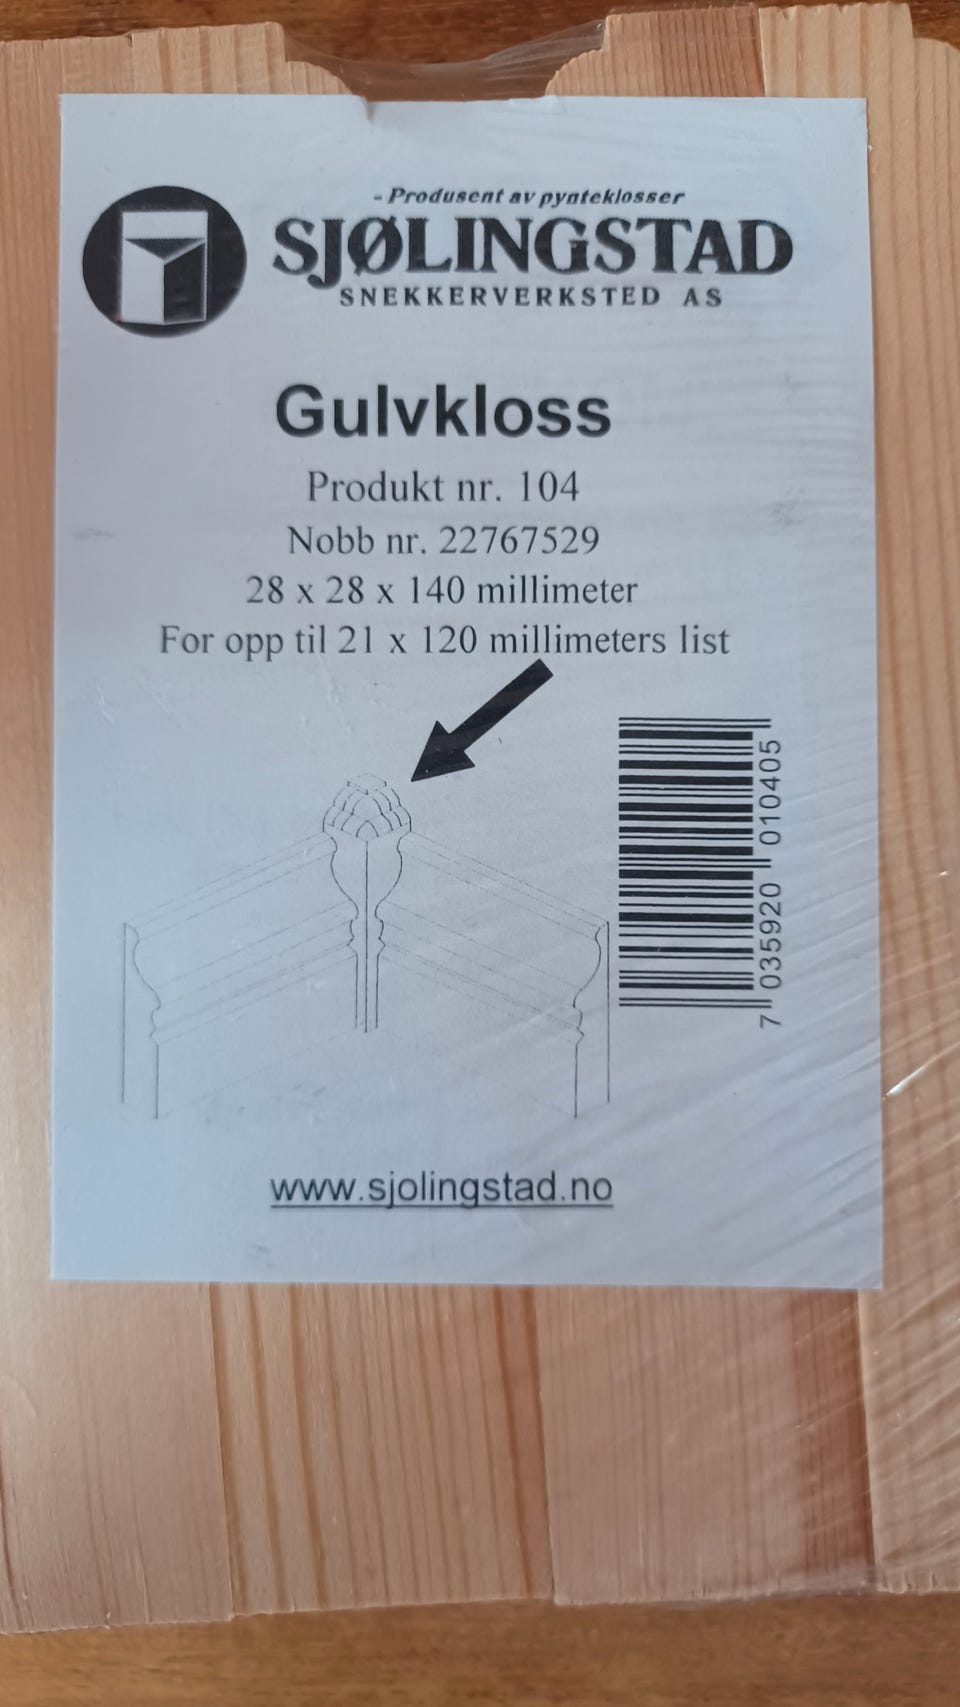 - Produsent av pynteklosser
SJØLINGSTAD
SNEKKERVERKSTED AS
Gulvkloss
Produkt nr. 104
Nobb nr. 22767529
28 x 28 x 140 millimeter
For opp til 21 x 120 millimeters list
7 035920 010405
www.sjolingstad.no